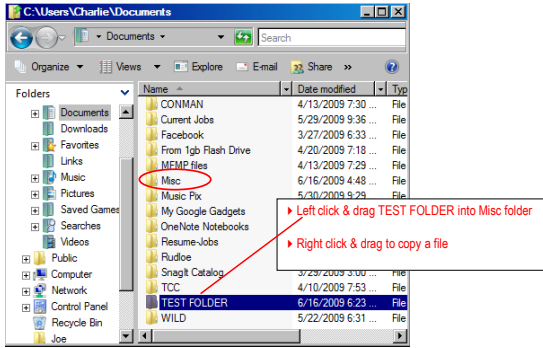 C:\Users\Charlie\Documents
Documents
Search
Organize Views Explore E-mail Share »
Folders
Documents
Downloads
Favorites
Links
Music
Pictures
Saved Games
Searches
Videos
Public
Computer
Network
Control Panel
Recycle Bin
Joe
Name Date modified Typ
CONMAN 4/13/2009 7:30 ... File
Current Jobs 5/29/2009 9:36 ... File
Facebook 3/27/2009 6:33 ... File
From 1gb Flash Drive 4/20/2009 7:18 ... File
MEMP files 4/13/2009 7:29 ... File
Misc 6/16/2009 4:48 ... File
Music Pix 5/30/2009 9:29 File
My Google Gadgets
OneNote Notebooks
Resume-Jobs
Rudloe
SnagIt Catalog 3/29/2009 3:00 ... File
TCC 4/10/2009 7:53 ... File
TEST FOLDER 6/16/2009 6:23 ... File
WILD 5/22/2009 6:31 ... File
Left click & drag TEST FOLDER into Misc folder
Right click & drag to copy a file